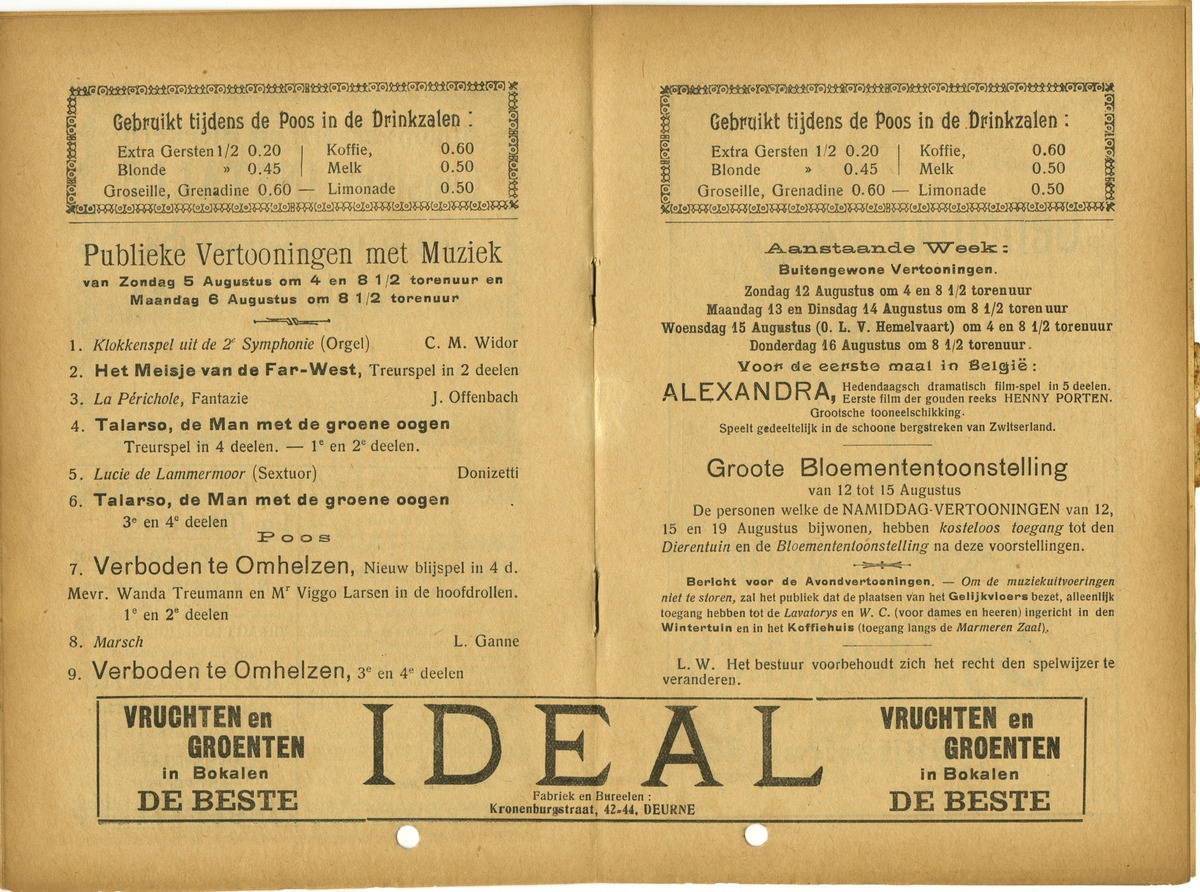 Gebruikt tijdens de Poos in de Drinkzalen :
Extra Gersten 1/2 0.20 | Koffie, 0.60
Blonde » 0.45 | Melk 0.50
Groseille, Grenadine 0.60 — Limonade 0.50
Publieke Vertooningen met Muziek
van Zondag 5 Augustus om 4 en 8 1/2 torenuur en
Maandag 6 Augustus om 8 1/2 torenuur
1. Klokkenspel uit de 2e Symphonie (Orgel) C. M. Widor
2. Het Meisje van de Far-West, Treurspel in 2 deelen
3. La Périchole, Fantazie J. Offenbach
4. Talarso, de Man met de groene oogen
Treurspel in 4 deelen. — 1e en 2e deelen.
5. Lucie de Lammermoor (Sextuor) Donizetti
6. Talarso, de Man met de groene oogen
3e en 4e deelen
Poos
7. Verboden te Omhelzen, Nieuw blijspel in 4 d.
Mevr. Wanda Treumann en Mr Viggo Larsen in de hoofdrollen.
1e en 2e deelen
8. Marsch L. Ganne
9. Verboden te Omhelzen, 3e en 4e deelen
Gebruikt tijdens de Poos in de Drinkzalen :
Extra Gersten 1/2 0.20 | Koffie, 0.60
Blonde » 0.45 | Melk 0.50
Groseille, Grenadine 0.60 — Limonade 0.50
Aanstaande Week :
Buitengewone Vertooningen.
Zondag 12 Augustus om 4 en 8 1/2 torenuur
Maandag 13 en Dinsdag 14 Augustus om 8 1/2 torenuur
Woensdag 15 Augustus (O. L. V. Hemelvaart) om 4 en 8 1/2 torenuur
Donderdag 16 Augustus om 8 1/2 torenuur.
Voor de eerste maal in België :
ALEXANDRA, Hedendaagsch dramatisch film-spel in 5 deelen.
Eerste film der gouden reeks HENNY PORTEN.
Grootsche tooneelschikking.
Speelt gedeeltelijk in de schoone bergstreken van Zwitserland.
Groote Bloemententoonstelling
van 12 tot 15 Augustus
De personen welke de NAMIDDAG-VERTOONINGEN van 12,
15 en 19 Augustus bijwonen, hebben kosteloos toegang tot den
Dierentuin en de Bloemententoonstelling na deze voorstellingen.
Bericht voor de Avondvertooningen. — Om de muziekuitvoeringen
niet te storen, zal het publiek dat de plaatsen van het Gelijkvloers bezet, alleenlijk
toegang hebben tot de Lavatorys en W. C. (voor dames en heeren) ingericht in den
Wintertuin en in het Koffiehuis (toegang langs de Marmeren Zaal).
L. W. Het bestuur voorbehoudt zich het recht den spelwijzer te
veranderen.
VRUCHTEN en
GROENTEN
in Bokalen
DE BESTE
IDEAL
Fabriek en Bureelen :
Kronenburgstraat, 42-44, DEURNE
VRUCHTEN en
GROENTEN
in Bokalen
DE BESTE